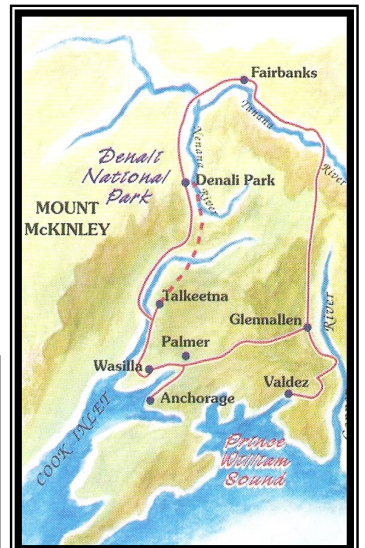 Fairbanks
Tanana
River
Nenana
River
Denali
National
Park
Denali Park
MOUNT
McKINLEY
Talkeetna
Glennallen
River
Palmer
Wasilla
Valdez
Anchorage
COOK INLET
Prince
William
Sound